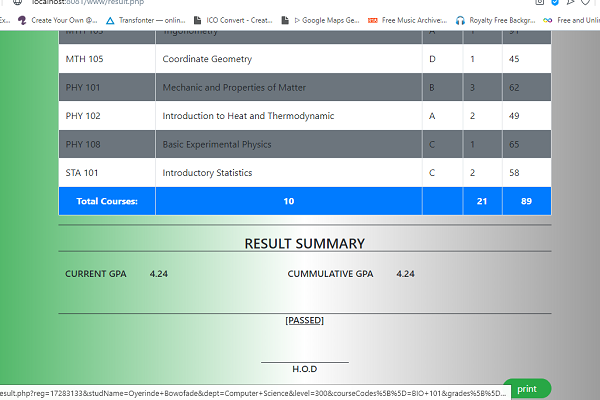 localhost:8081/www/result.php
Ex... Create Your Own @... Transfonter — onlin... ICO Convert - Creat... ▷ Google Maps Ge... Free Music Archive:... Royalty Free Backgr... Free and Unlin
MTH 103 Trigonometry A 1 91
MTH 105 Coordinate Geometry D 1 45
PHY 101 Mechanic and Properties of Matter B 3 62
PHY 102 Introduction to Heat and Thermodynamic A 2 49
PHY 108 Basic Experimental Physics C 1 65
STA 101 Introductory Statistics C 2 58
Total Courses: 10 21 89
RESULT SUMMARY
CURRENT GPA 4.24 CUMMULATIVE GPA 4.24
[PASSED]
H.O.D
print
esult.php?reg=17283133&studName=Oyerinde+Bowofade&dept=Computer+Science&level=300&courseCodes%5B%5D=BIO+101&grades%5B%5D...